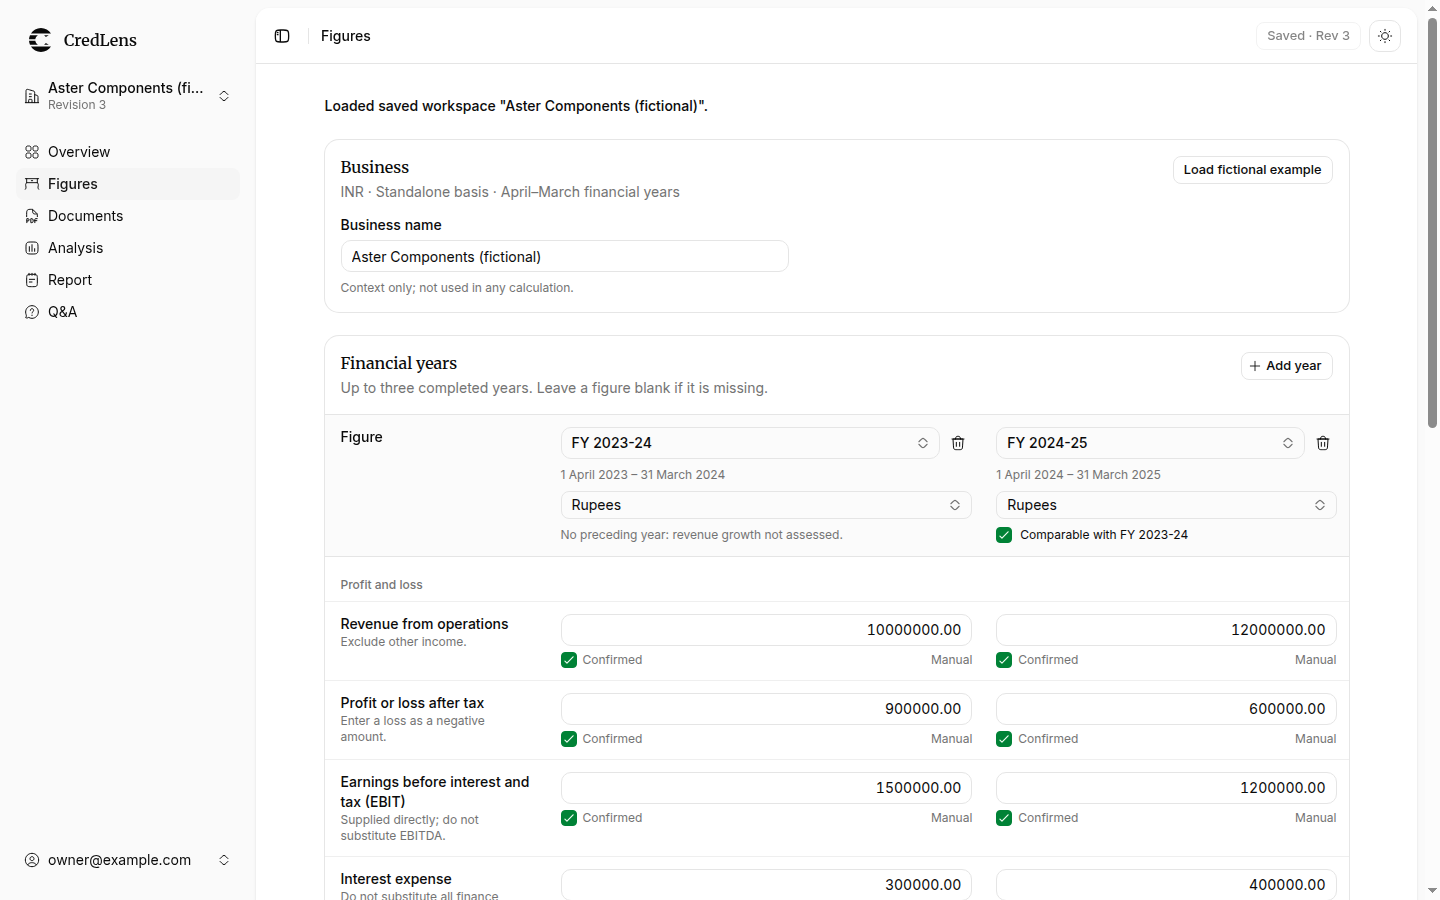 CredLens
Aster Components (fi...
Revision 3
Overview
Figures
Documents
Analysis
Report
Q&A
owner@example.com
Figures
Saved · Rev 3
Loaded saved workspace "Aster Components (fictional)".
Business
Load fictional example
INR · Standalone basis · April–March financial years
Business name
Aster Components (fictional)
Context only; not used in any calculation.
Financial years
Add year
Up to three completed years. Leave a figure blank if it is missing.
Figure
FY 2023-24
FY 2024-25
1 April 2023 – 31 March 2024
1 April 2024 – 31 March 2025
Rupees
Rupees
No preceding year: revenue growth not assessed.
Comparable with FY 2023-24
Profit and loss
Revenue from operations
Exclude other income.
10000000.00
12000000.00
Confirmed
Manual
Confirmed
Manual
Profit or loss after tax
Enter a loss as a negative
amount.
900000.00
600000.00
Confirmed
Manual
Confirmed
Manual
Earnings before interest and
tax (EBIT)
Supplied directly; do not
substitute EBITDA.
1500000.00
1200000.00
Confirmed
Manual
Confirmed
Manual
Interest expense
Do not substitute all finance
300000.00
400000.00